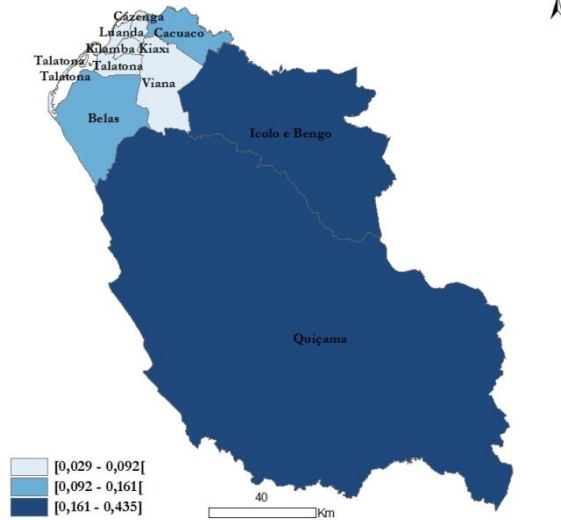 Cazenga
Luanda
Cacuaco
Kilamba Kiaxi
Talatona
Talatona
Talatona
Viana
Belas
Icolo e Bengo
Quiçama
[0,029 - 0,092[
[0,092 - 0,161[
[0,161 - 0,435]
40
Km